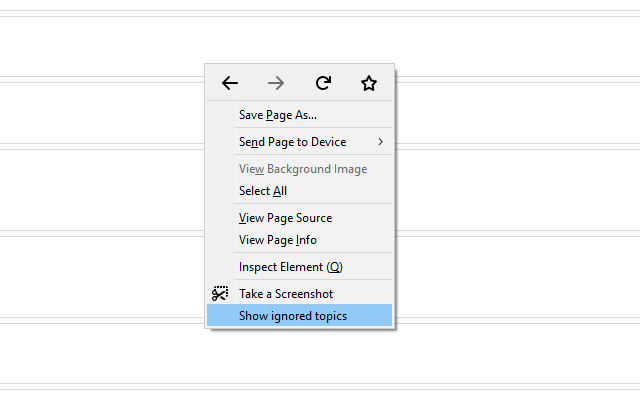 Save Page As...
Send Page to Device
View Background Image
Select All
View Page Source
View Page Info
Inspect Element (Q)
Take a Screenshot
Show ignored topics